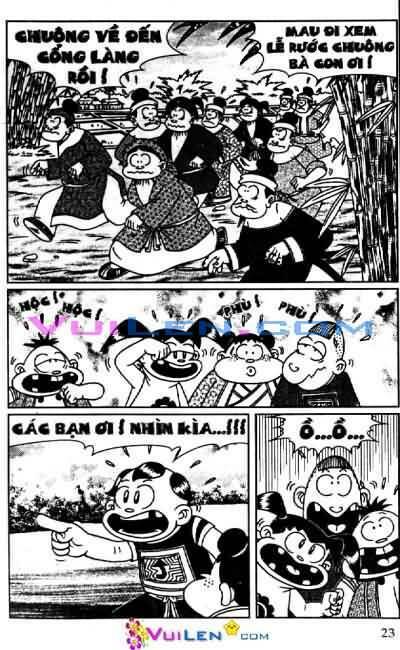 CHUÔNG VỀ ĐẾN
CỔNG LÀNG
RỒI!
MAU ĐI XEM
LỄ RƯỚC CHUÔNG
BÀ CON ƠI!
HỘC!
HỘC!
PHÙ!
PHÙ!
VUILEN.COM
CÁC BẠN ƠI! NHÌN KÌA...!!!
Ồ...Ồ...
23
VUILEN.COM